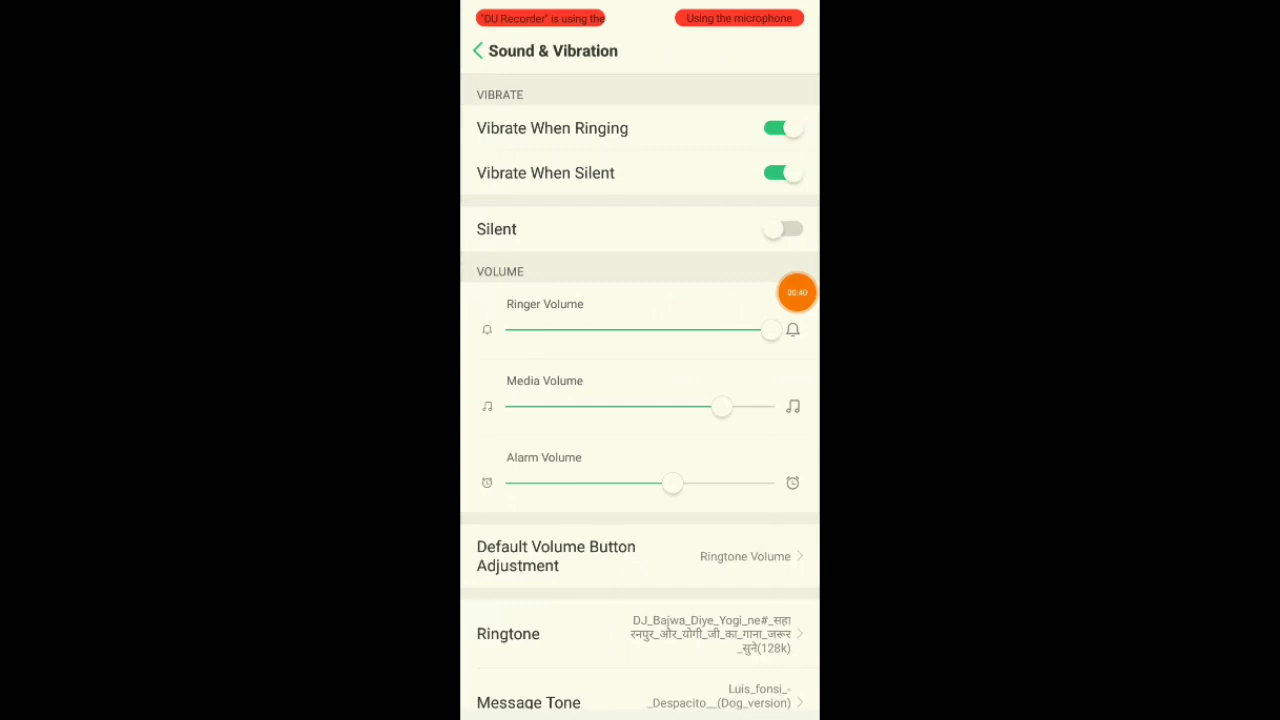 "DU Recorder" is using the
Using the microphone
Sound & Vibration
VIBRATE
Vibrate When Ringing
Vibrate When Silent
Silent
VOLUME
00:40
Ringer Volume
Media Volume
Alarm Volume
Default Volume Button
Adjustment
Ringtone Volume
Ringtone
DJ_Bajwa_Diye_Yogi_ne#_सहा
रनपुर_और_योगी_जी_का_गाना_जरूर
_सुने(128k)
Message Tone
Luis_fonsi_-
_Despacito__(Dog_version)